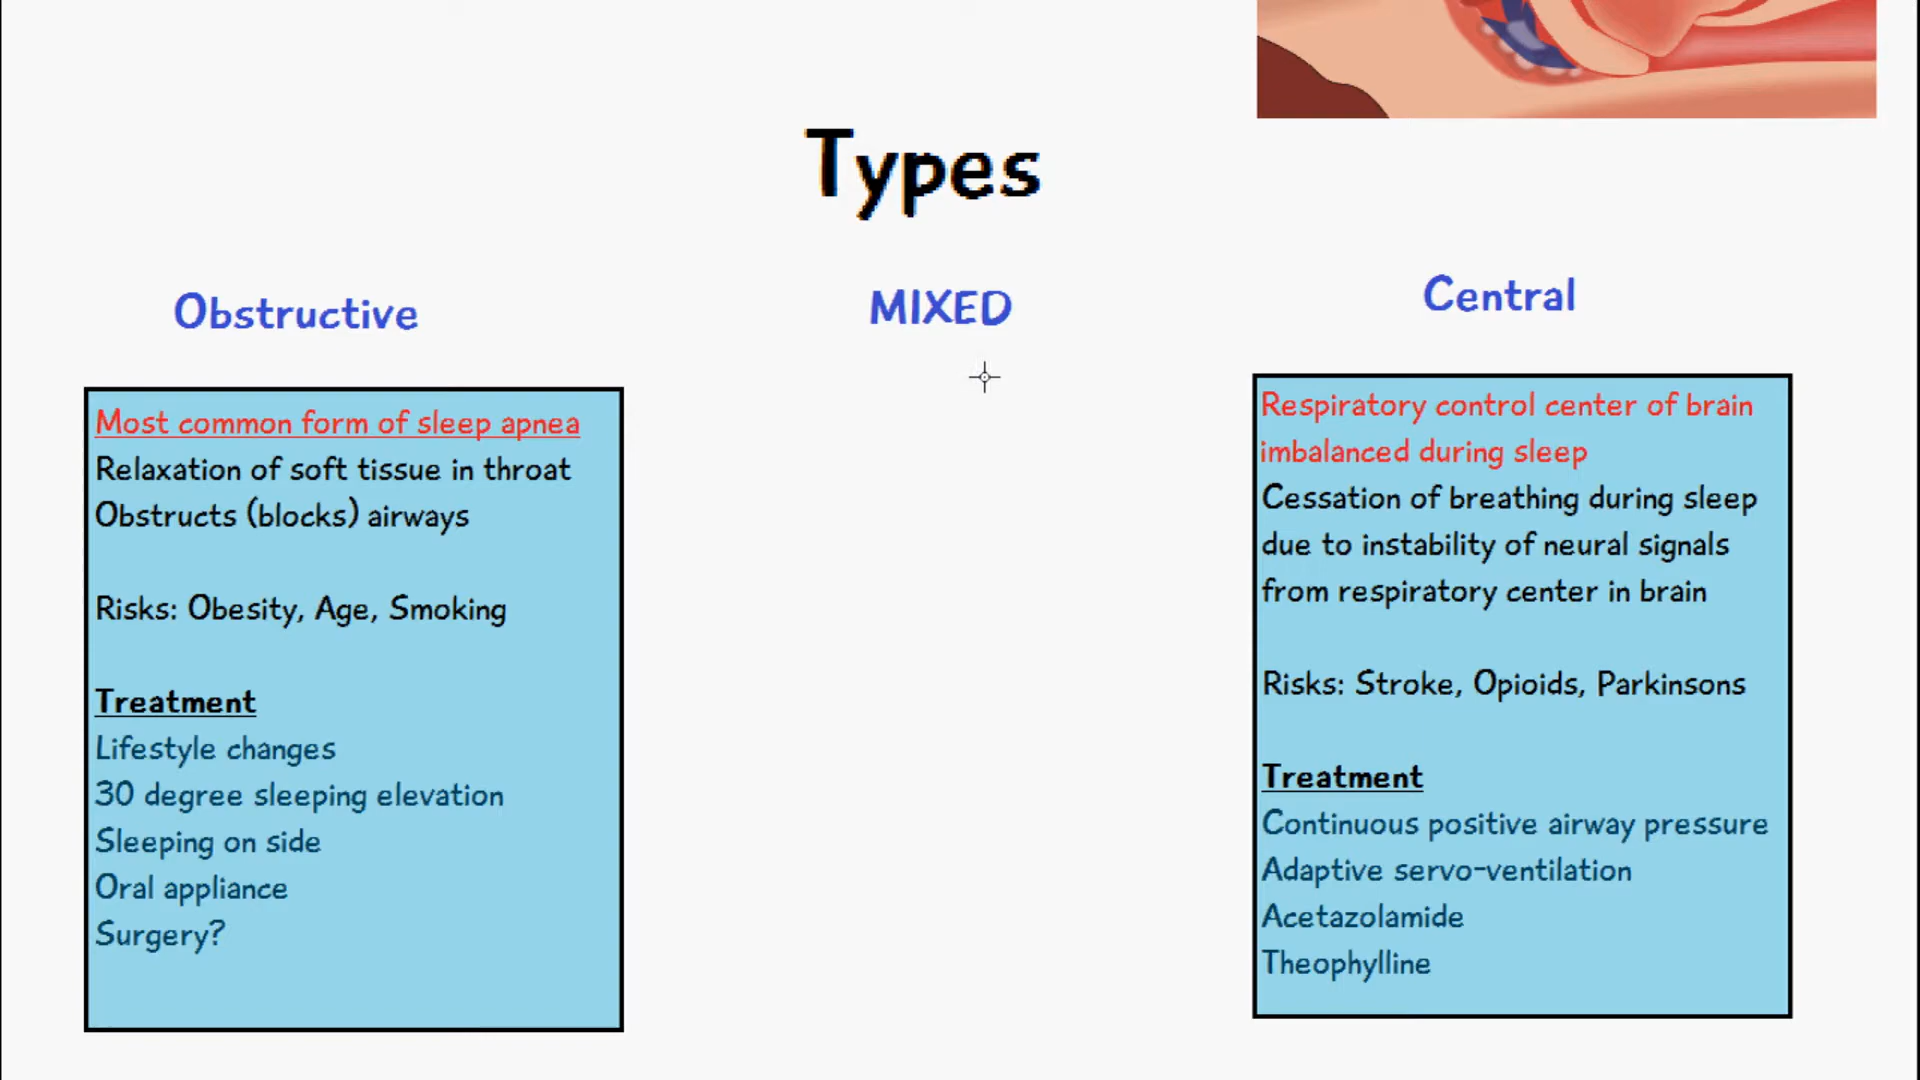 Types
Obstructive
MIXED
Central
Most common form of sleep apnea
Relaxation of soft tissue in throat
Obstructs (blocks) airways
Risks: Obesity, Age, Smoking
Treatment
Lifestyle changes
30 degree sleeping elevation
Sleeping on side
Oral appliance
Surgery?
Respiratory control center of brain
imbalanced during sleep
Cessation of breathing during sleep
due to instability of neural signals
from respiratory center in brain
Risks: Stroke, Opioids, Parkinsons
Treatment
Continuous positive airway pressure
Adaptive servo-ventilation
Acetazolamide
Theophylline